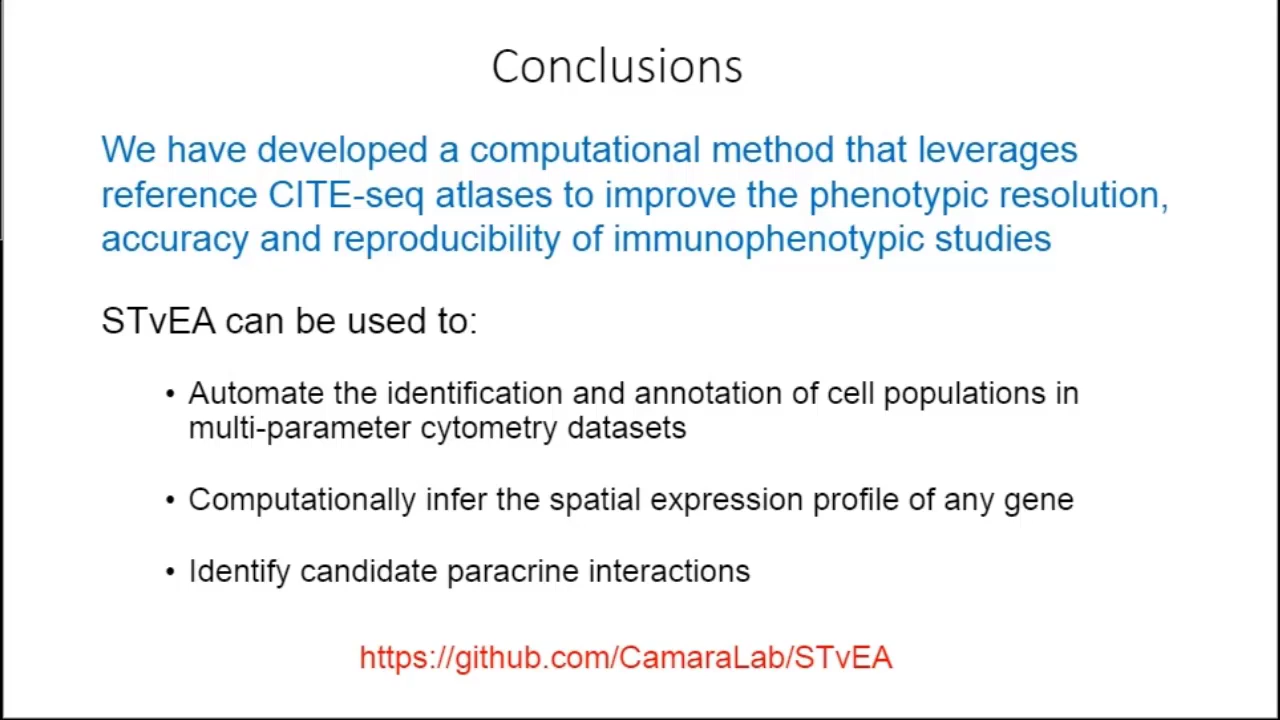 Conclusions
We have developed a computational method that leverages
reference CITE-seq atlases to improve the phenotypic resolution,
accuracy and reproducibility of immunophenotypic studies
STvEA can be used to:
• Automate the identification and annotation of cell populations in
multi-parameter cytometry datasets
• Computationally infer the spatial expression profile of any gene
• Identify candidate paracrine interactions
https://github.com/CamaraLab/STvEA